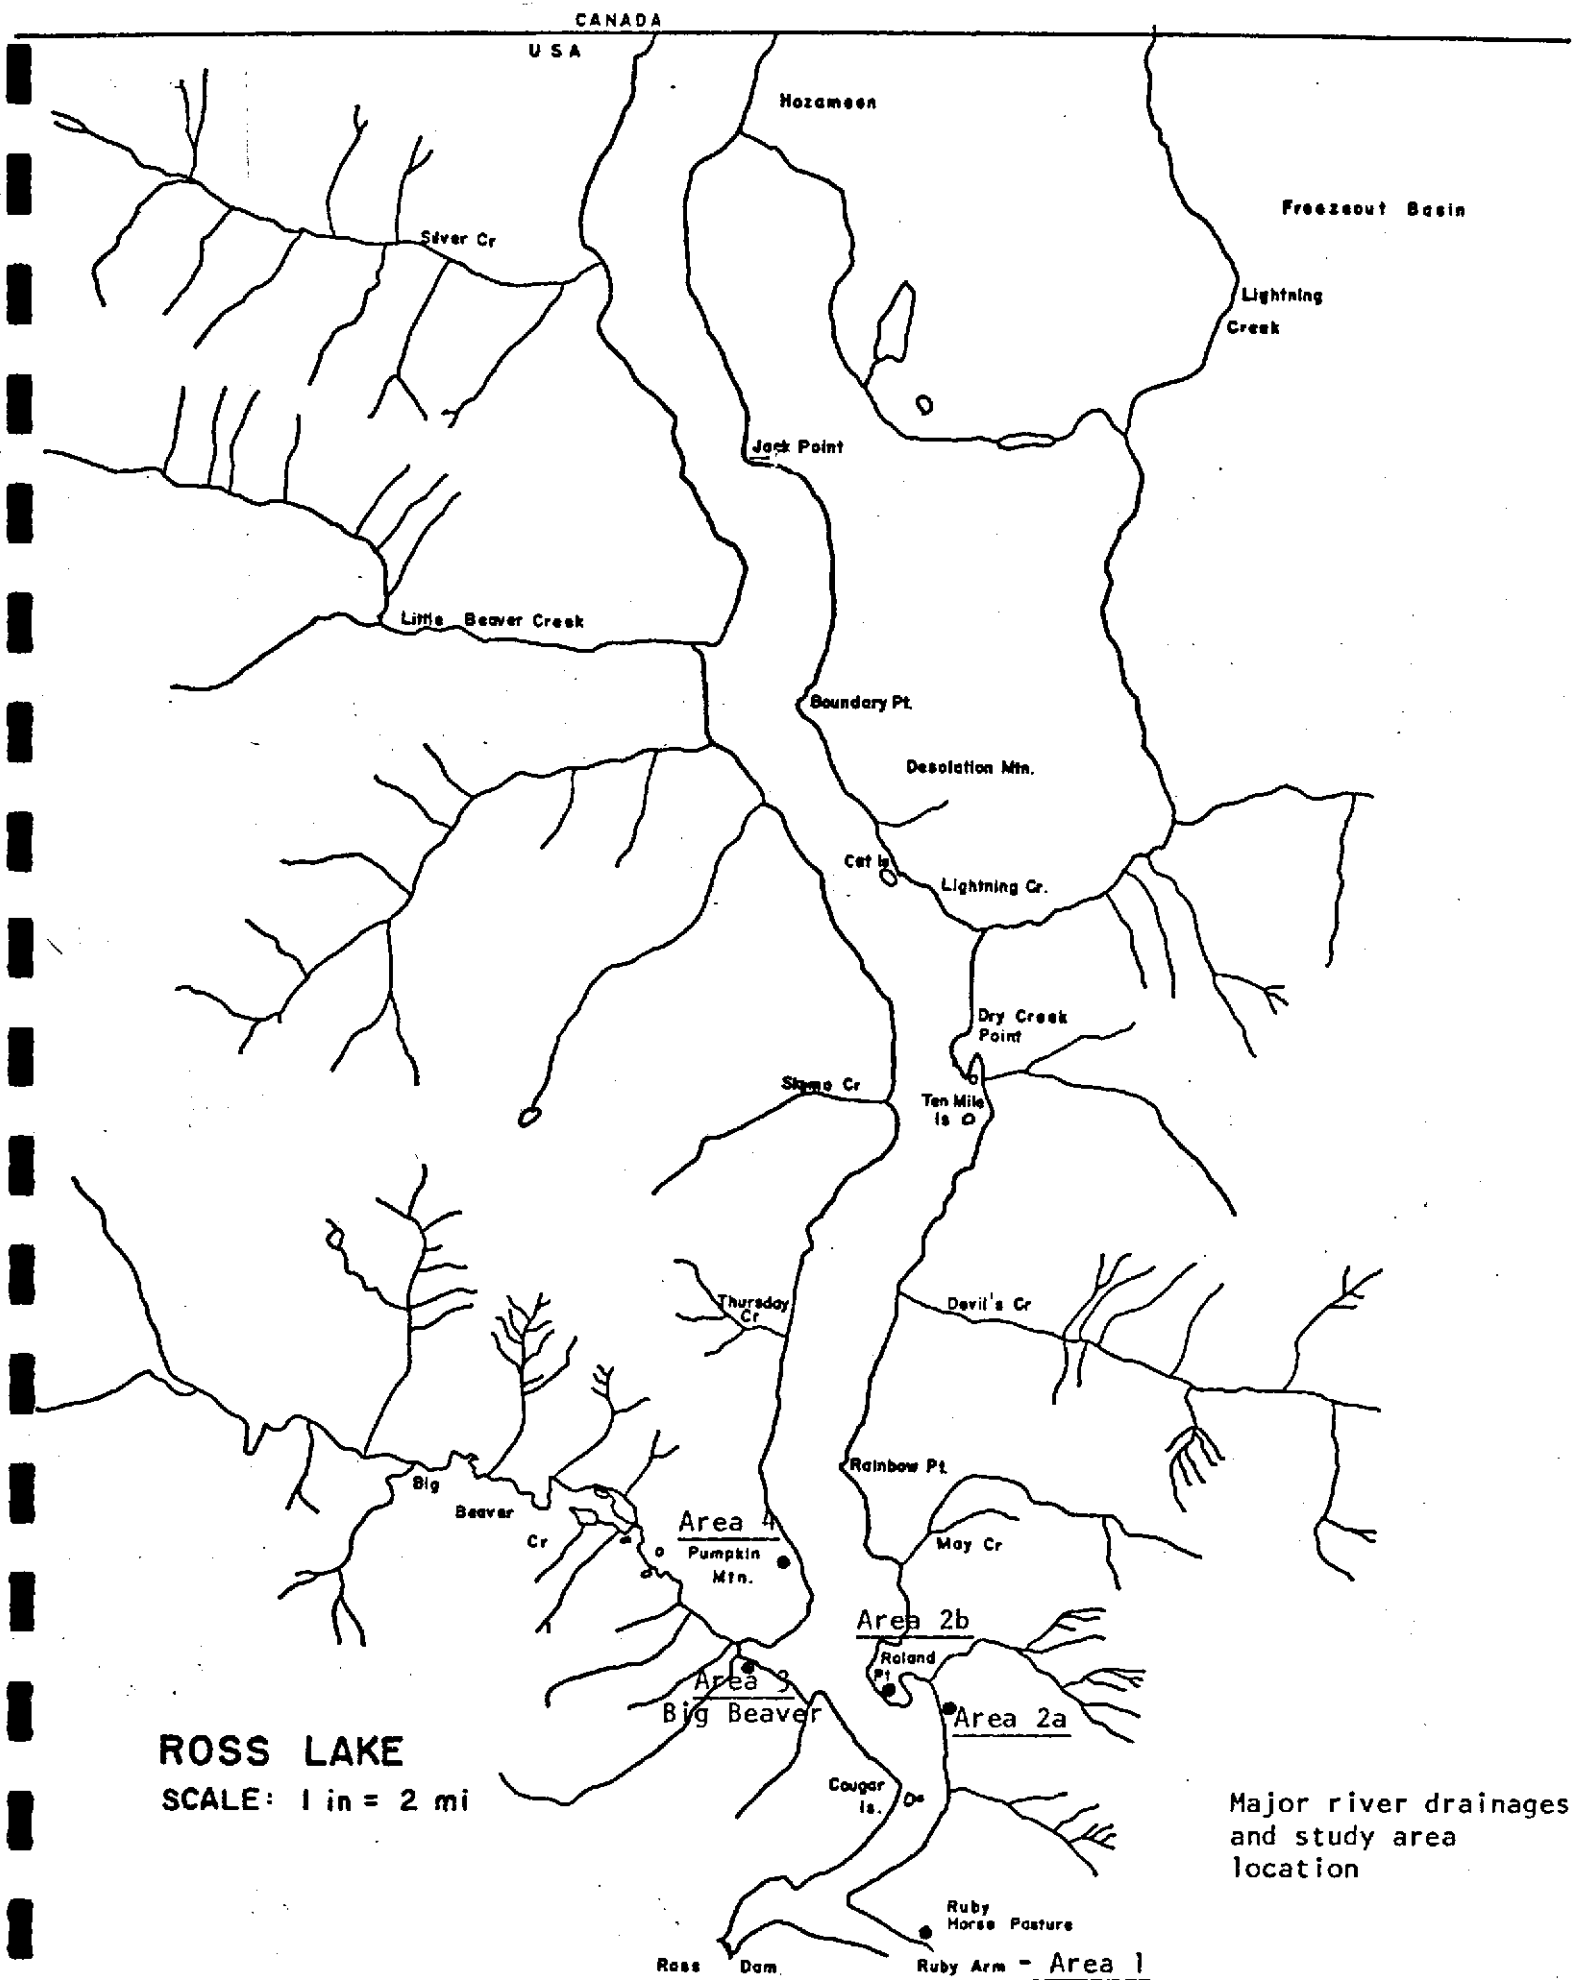 CANADA
USA
Hozameen
Freezeout Basin
Silver Cr
Lightning
Creek
Jack Point
Little Beaver Creek
Boundary Pt.
Desolation Mtn.
Cat Is
Lightning Cr.
Dry Creek
Point
Skymo Cr
Ten Mile
Is
Thursday
Cr
Devil's Cr
Rainbow Pt.
Big
Beaver
Cr
Area 4
Pumpkin
Mtn.
May Cr
Area 2b
Roland
Pt
Area 3
Big Beaver
Area 2a
ROSS LAKE
SCALE: 1 in = 2 mi
Cougar
Is.
Major river drainages
and study area
location
Ruby
Horse Pasture
Ross Dam
Ruby Arm - Area 1